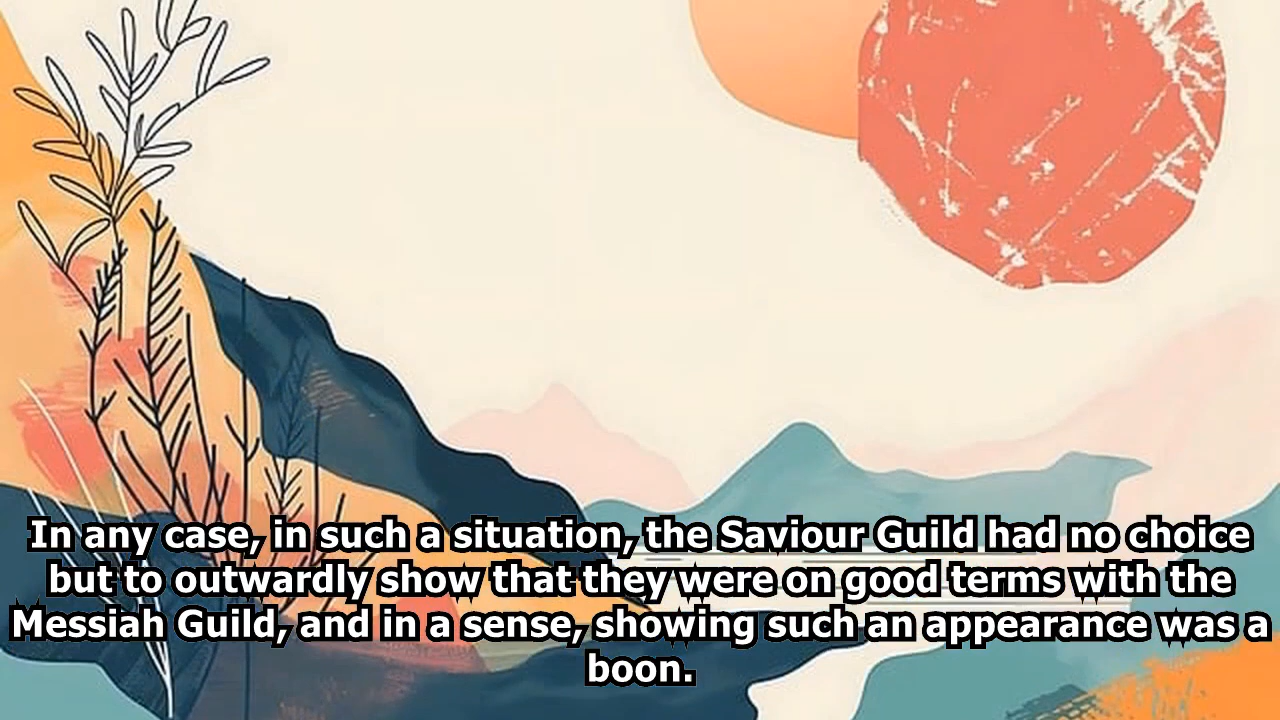 In any case, in such a situation, the Saviour Guild had no choice
but to outwardly show that they were on good terms with the
Messiah Guild, and in a sense, showing such an appearance was a
boon.